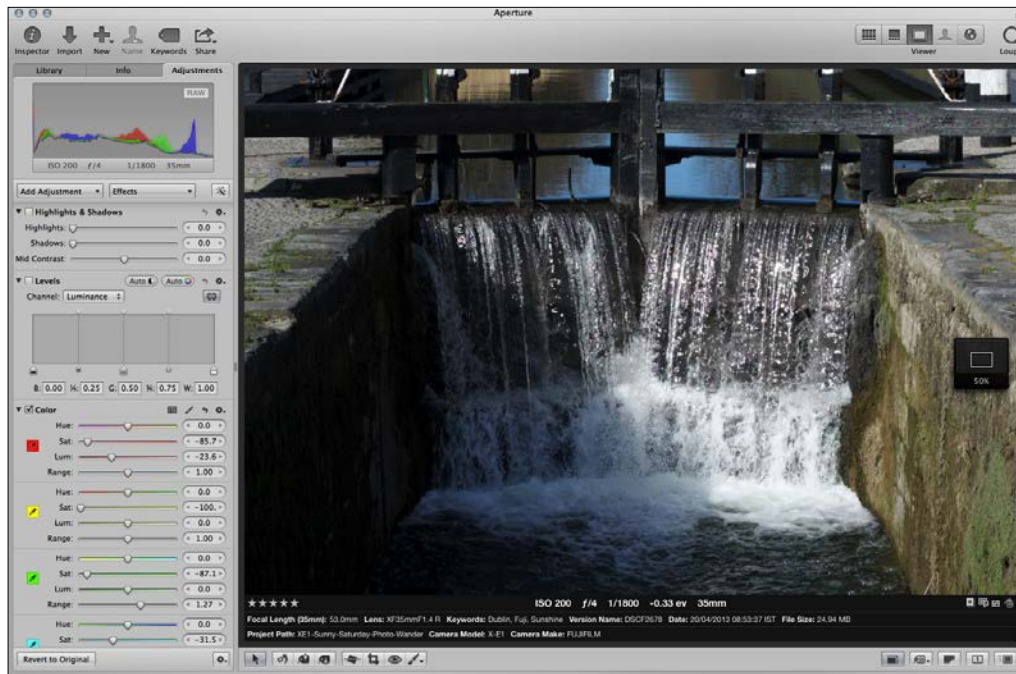 Aperture
Inspector Import New Name Keywords Share
Viewer
Library Info Adjustments
RAW
ISO 200 ƒ/4 1/1800 35mm
Add Adjustment Effects
Highlights & Shadows
Highlights: 0.0
Shadows: 0.0
Mid Contrast: 0.0
Levels Auto Auto
Channel: Luminance
B: 0.00 ¼: 0.25 G: 0.50 ¾: 0.75 W: 1.00
Color
Hue: 0.0
Sat: -85.7
Lum: -23.6
Range: 1.00
Hue: 0.0
Sat: -100.
Lum: 0.0
Range: 1.00
Hue: 0.0
Sat: -87.1
Lum: 0.0
Range: 1.27
Hue: 0.0
Sat: -31.5
Revert to Original
50%
ISO 200 ƒ/4 1/1800 -0.33 ev 35mm
Focal Length (35mm): 53.0mm Lens: XF35mmF1.4 R Keywords: Dublin, Fuji, Sunshine Version Name: DSCF2678 Date: 20/04/2013 08:53:37 IST File Size: 24.94 MB
Project Path: XE1-Sunny-Saturday-Photo-Wander Camera Model: X-E1 Camera Make: FUJIFILM